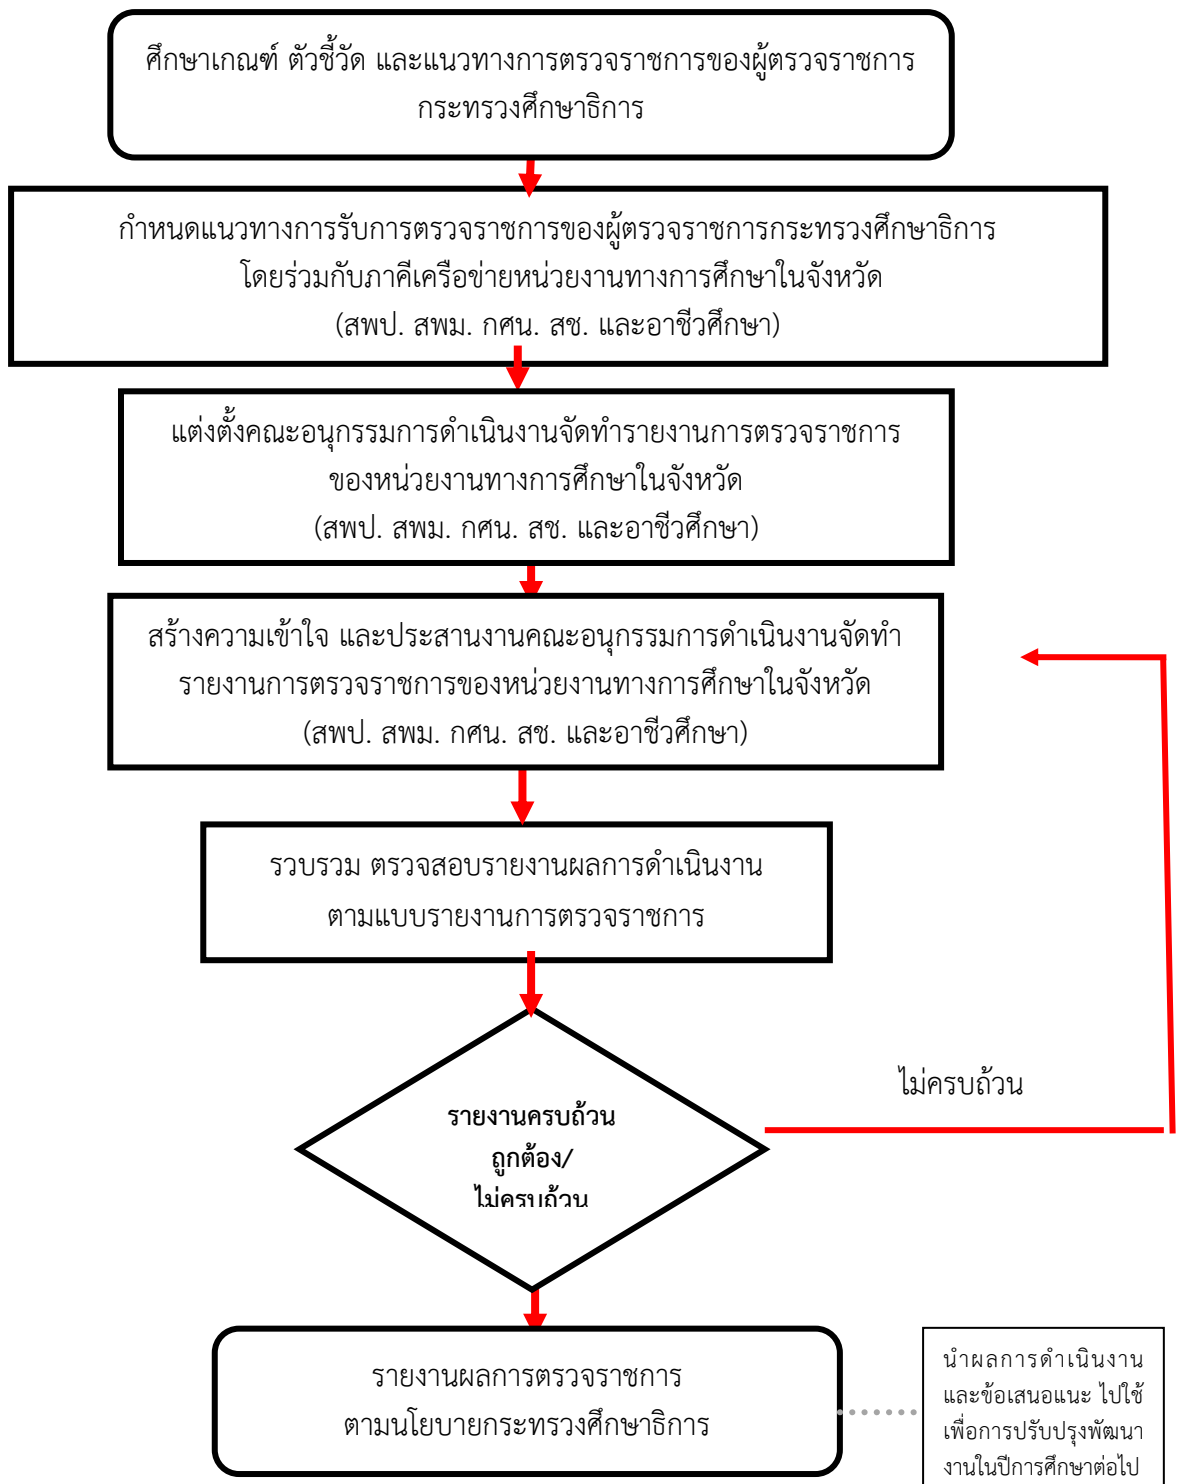 ศึกษาเกณฑ์ ตัวชี้วัด และแนวทางการตรวจราชการของผู้ตรวจราชการ
กระทรวงศึกษาธิการ
กำหนดแนวทางการรับการตรวจราชการของผู้ตรวจราชการกระทรวงศึกษาธิการ
โดยร่วมกับภาคีเครือข่ายหน่วยงานทางการศึกษาในจังหวัด
(สพป. สพม. กศน. สช. และอาชีวศึกษา)
แต่งตั้งคณะอนุกรรมการดำเนินงานจัดทำรายงานการตรวจราชการ
ของหน่วยงานทางการศึกษาในจังหวัด
(สพป. สพม. กศน. สช. และอาชีวศึกษา)
สร้างความเข้าใจ และประสานงานคณะอนุกรรมการดำเนินงานจัดทำ
รายงานการตรวจราชการของหน่วยงานทางการศึกษาในจังหวัด
(สพป. สพม. กศน. สช. และอาชีวศึกษา)
รวบรวม ตรวจสอบรายงานผลการดำเนินงาน
ตามแบบรายงานการตรวจราชการ
ไม่ครบถ้วน
รายงานครบถ้วน
ถูกต้อง/
ไม่ครบถ้วน
รายงานผลการตรวจราชการ
ตามนโยบายกระทรวงศึกษาธิการ
นำผลการดำเนินงาน
และข้อเสนอแนะ ไปใช้
เพื่อการปรับปรุงพัฒนา
งานในปีการศึกษาต่อไป